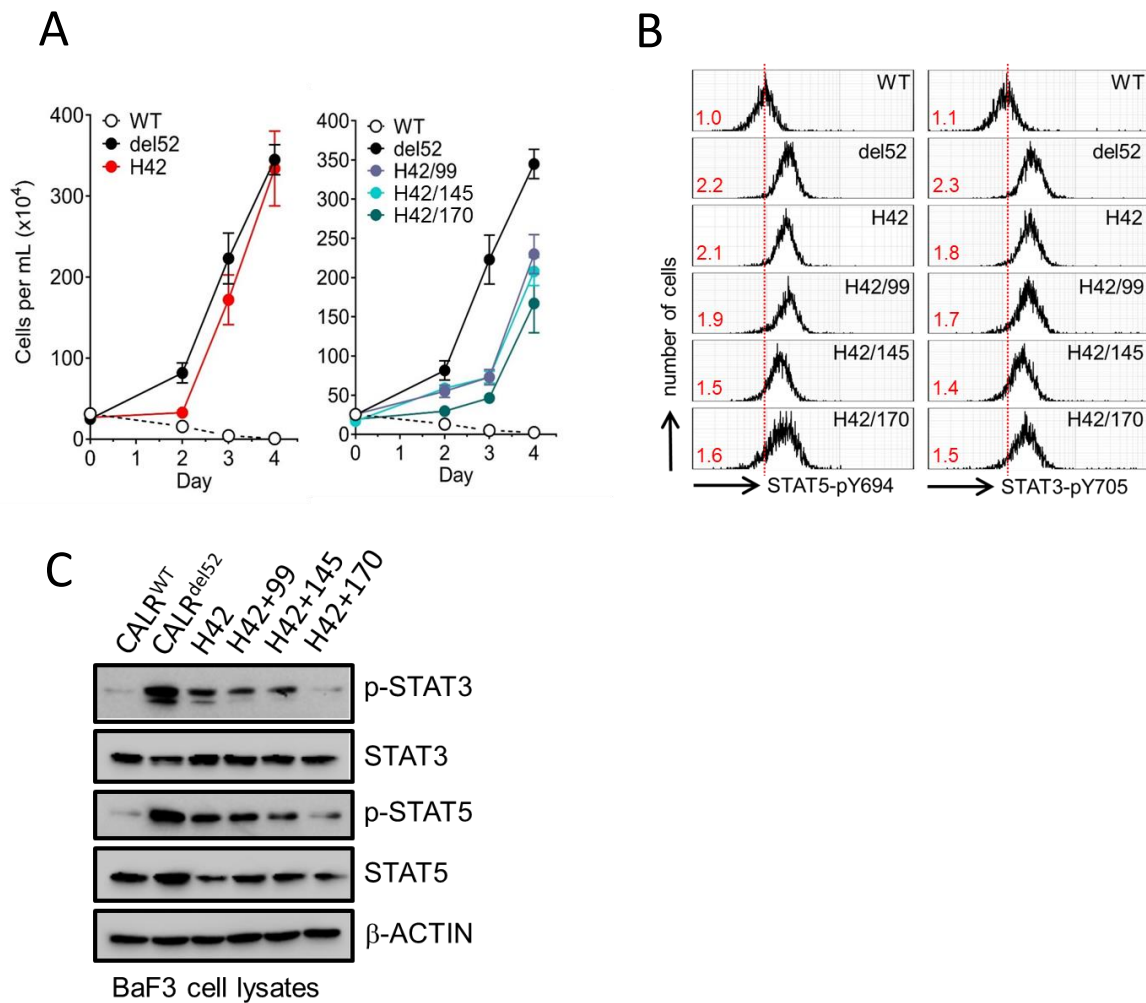 A
B
Cells per mL (x10⁴)
400
300
200
100
0
WT
del52
H42
0
1
2
3
4
Day
400
350
300
250
200
150
100
50
0
WT
del52
H42/99
H42/145
H42/170
0
1
2
3
4
Day
number of cells
WT
1.0
del52
2.2
H42
2.1
H42/99
1.9
H42/145
1.5
H42/170
1.6
STAT5-pY694
WT
1.1
del52
2.3
H42
1.8
H42/99
1.7
H42/145
1.4
H42/170
1.5
STAT3-pY705
C
CALRᵂᵀ
CALRᵈᵉˡ⁵²
H42
H42+99
H42+145
H42+170
p-STAT3
STAT3
p-STAT5
STAT5
β-ACTIN
BaF3 cell lysates